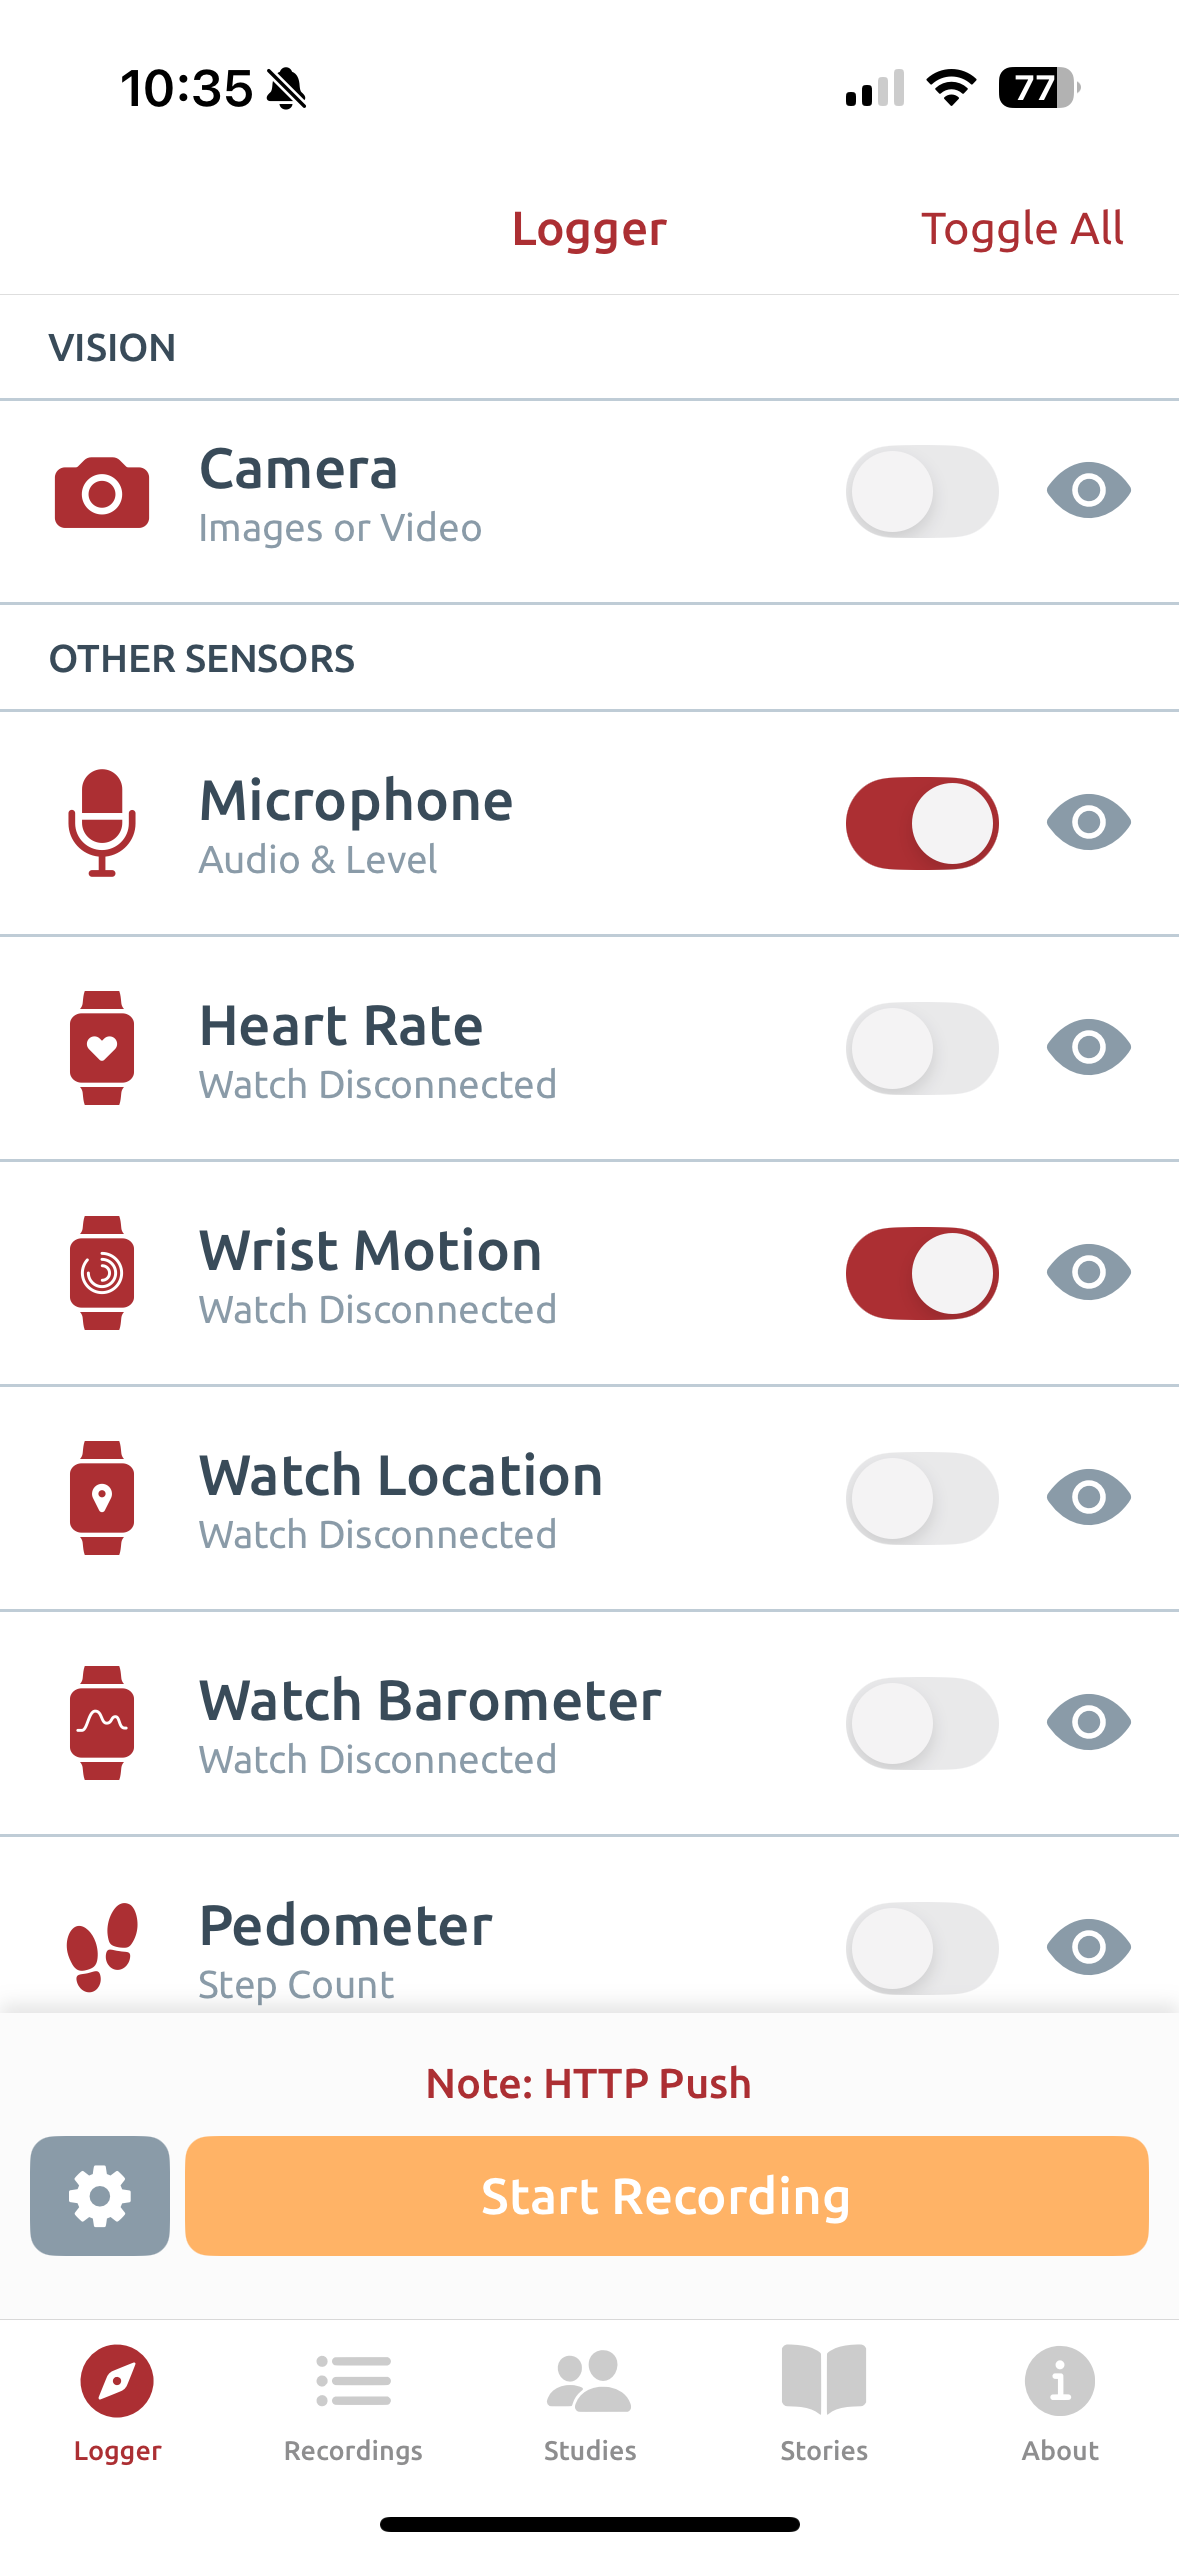 10:35
77
Logger
Toggle All
VISION
Camera
Images or Video
OTHER SENSORS
Microphone
Audio & Level
Heart Rate
Watch Disconnected
Wrist Motion
Watch Disconnected
Watch Location
Watch Disconnected
Watch Barometer
Watch Disconnected
Pedometer
Step Count
Note: HTTP Push
Start Recording
Logger
Recordings
Studies
Stories
About